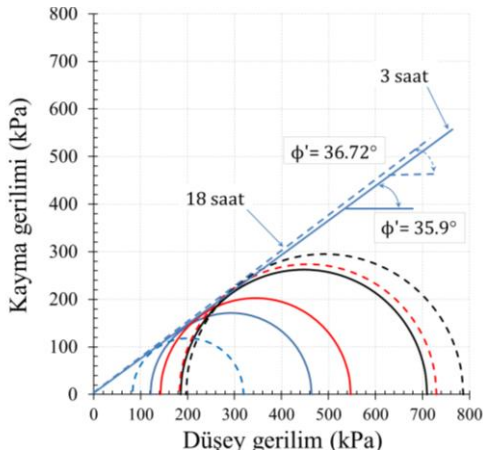 800
700
600
500
400
300
200
100
0
Kayma gerilimi (kPa)
3 saat
ϕ'= 36.72°
18 saat
ϕ'= 35.9°
0 100 200 300 400 500 600 700 800
Düşey gerilim (kPa)